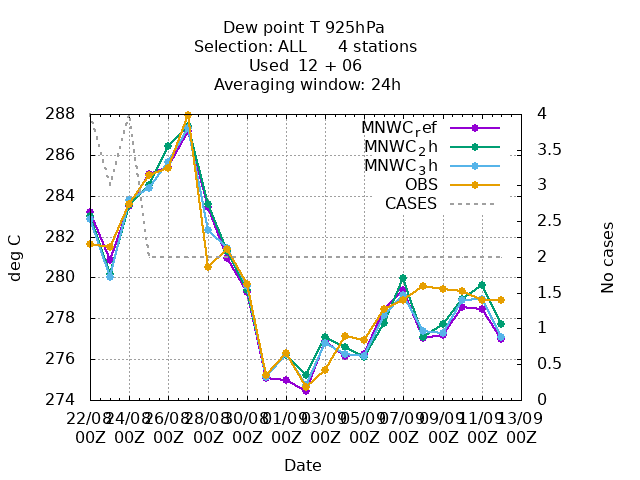 Dew point T 925hPa
Selection: ALL 4 stations
Used 12 + 06
Averaging window: 24h
288
286
284
282
280
278
276
274
deg C
4
3.5
3
2.5
2
1.5
1
0.5
0
No cases
MNWCref
MNWC2h
MNWC3h
OBS
CASES
22/08 24/08 26/08 28/08 30/08 01/09 03/09 05/09 07/09 09/09 11/09 13/09
00Z 00Z 00Z 00Z 00Z 00Z 00Z 00Z 00Z 00Z 00Z 00Z
Date